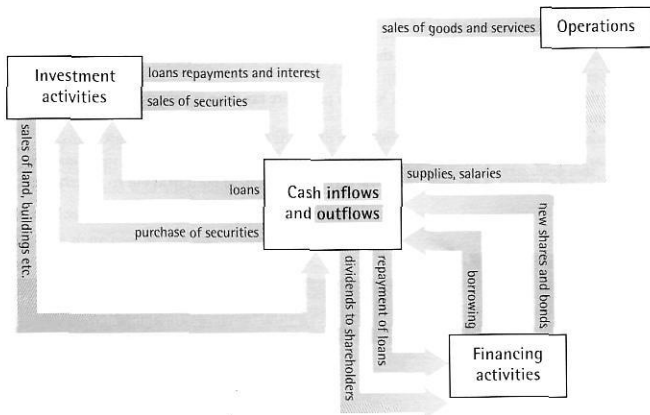 sales of goods and services
Operations
Investment
activities
loans repayments and interest
sales of securities
sales of land, buildings etc.
loans
Cash inflows
and outflows
supplies, salaries
purchase of securities
dividends to shareholders
repayment of loans
borrowing
new shares and bonds
Financing
activities